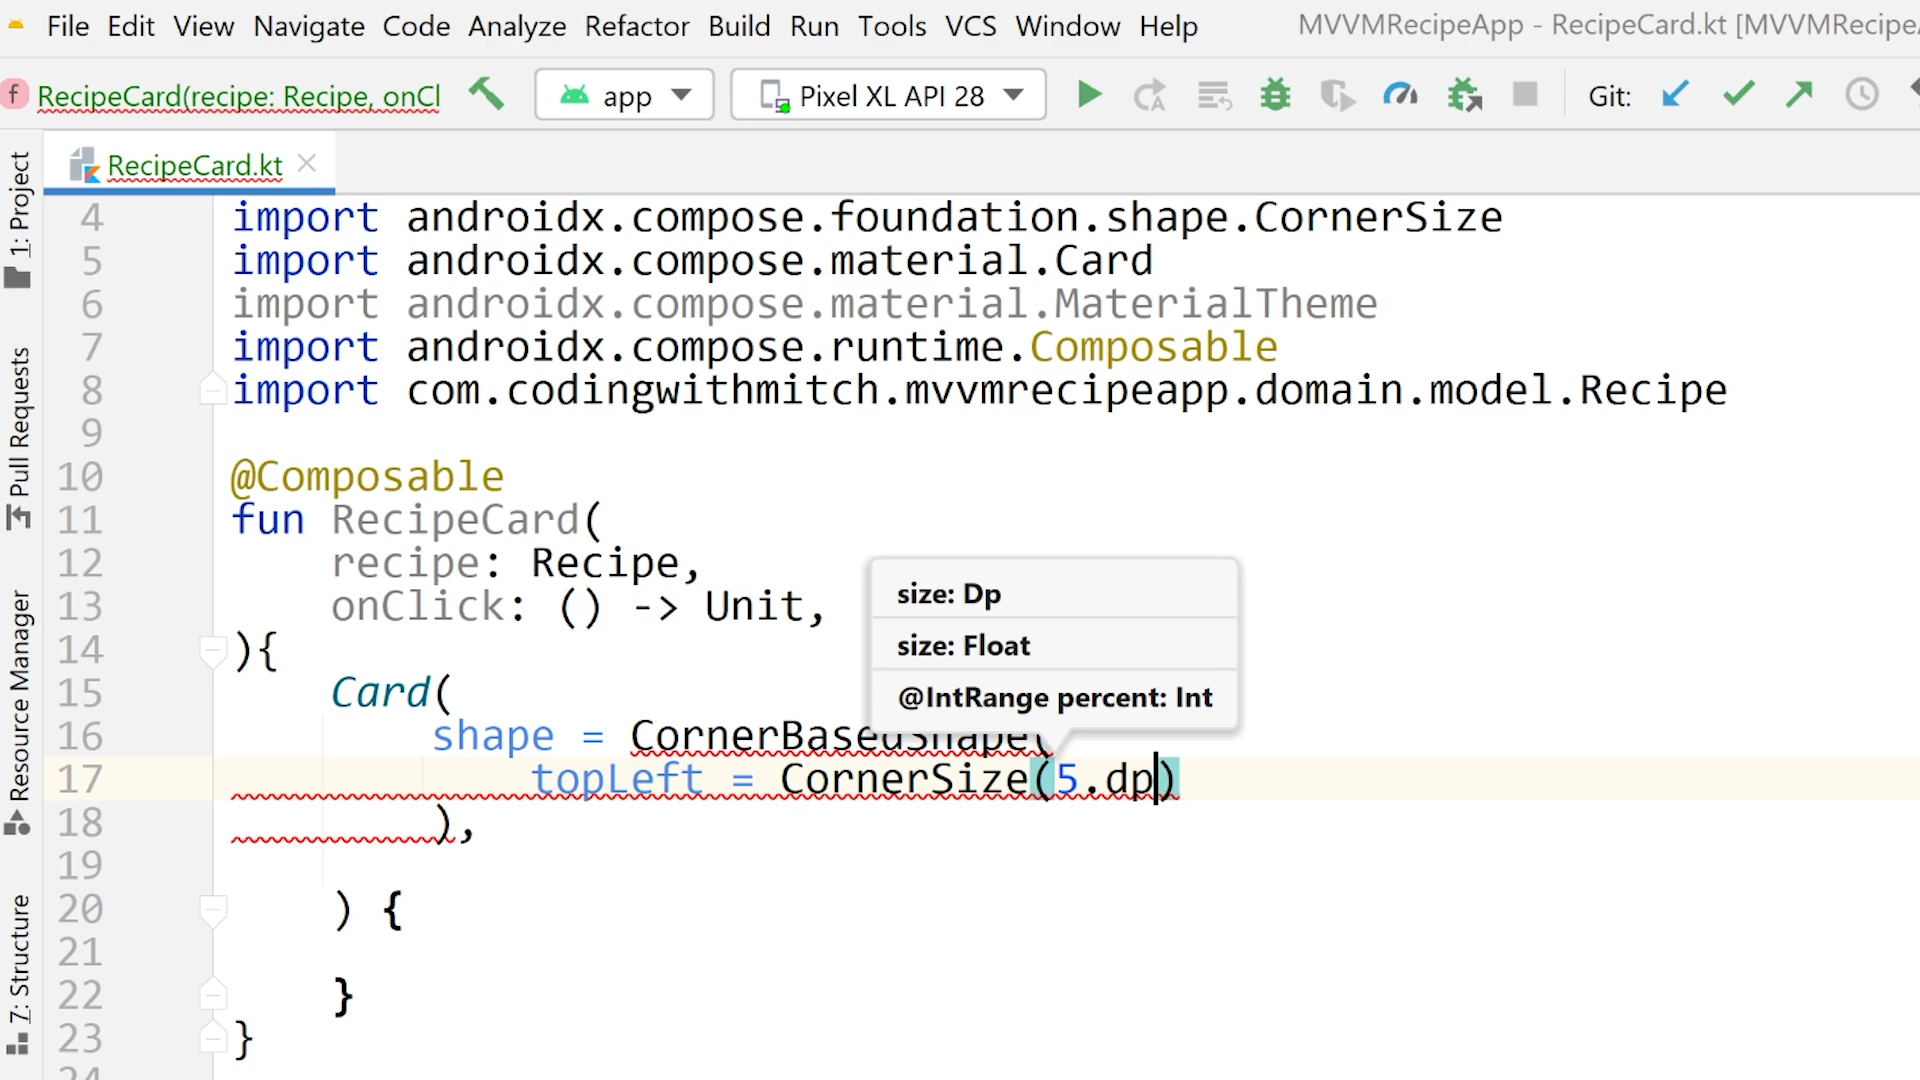 File Edit View Navigate Code Analyze Refactor Build Run Tools VCS Window Help MVVMRecipeApp - RecipeCard.kt [MVVMRecipeA
f RecipeCard(recipe: Recipe, onCl app Pixel XL API 28 Git:
RecipeCard.kt
1: Project
Pull Requests
Resource Manager
7: Structure
4 import androidx.compose.foundation.shape.CornerSize
5 import androidx.compose.material.Card
6 import androidx.compose.material.MaterialTheme
7 import androidx.compose.runtime.Composable
8 import com.codingwithmitch.mvvmrecipeapp.domain.model.Recipe
9
10 @Composable
11 fun RecipeCard(
12 recipe: Recipe,
13 onClick: () -> Unit,
14 ){
15 Card(
16 shape = CornerBasedShape(
17 topLeft = CornerSize(5.dp)
18 ),
19
20 ) {
21
22 }
23 }
24
size: Dp
size: Float
@IntRange percent: Int